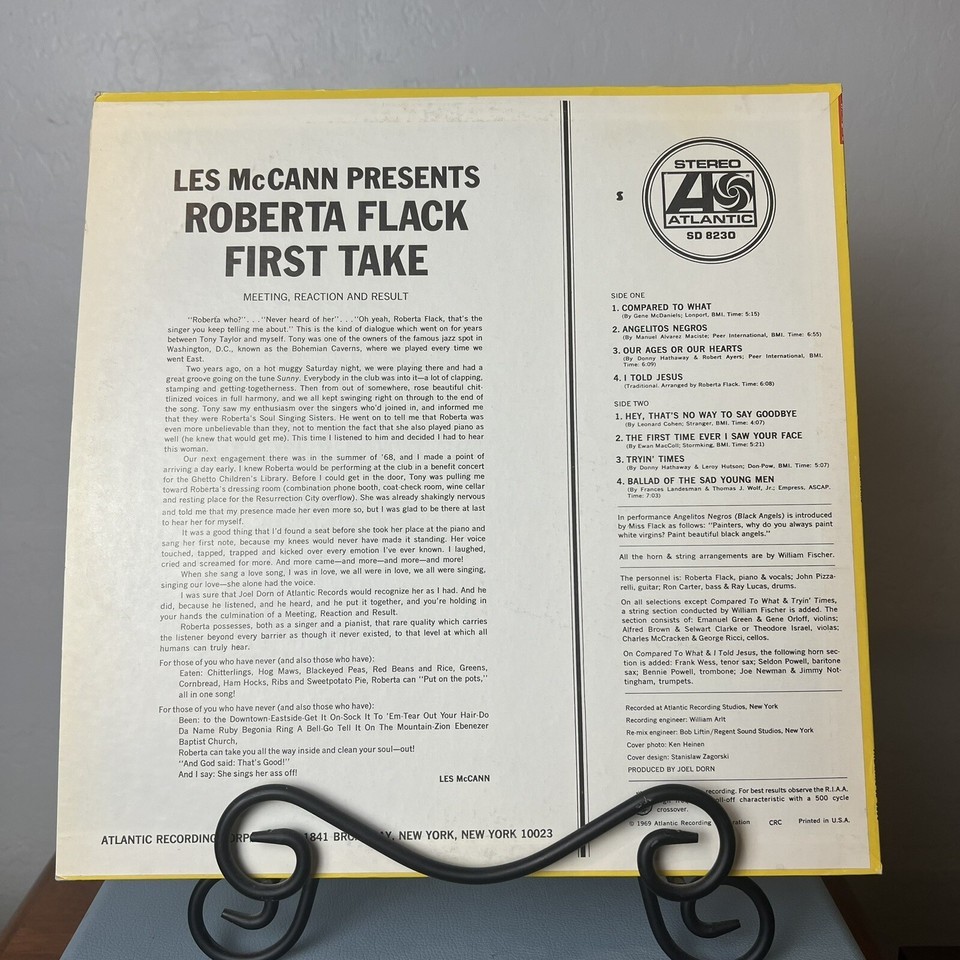 LES McCANN PRESENTS
ROBERTA FLACK
FIRST TAKE
MEETING, REACTION AND RESULT
"Roberta who?". . ."Never heard of her". . ."Oh yeah, Roberta Flack, that's the
singer you keep telling me about." This is the kind of dialogue which went on for years
between Tony Taylor and myself. Tony was one of the owners of the famous jazz spot in
Washington, D.C., known as the Bohemian Caverns, where we played every time we
went East.
Two years ago, on a hot muggy Saturday night, we were playing there and had a
great groove going on the tune Sunny. Everybody in the club was into it—a lot of clapping,
stamping and getting-togetherness. Then from out of somewhere, rose beautiful chit-
tlinized voices in full harmony, and we all kept swinging right on through to the end of
the song. Tony saw my enthusiasm over the singers who'd joined in, and informed me
that they were Roberta's Soul Singing Sisters. He went on to tell me that Roberta was
even more unbelievable than they, not to mention the fact that she also played piano as
well (he knew that would get me). This time I listened to him and decided I had to hear
this woman.
Our next engagement there was in the summer of '68, and I made a point of
arriving a day early. I knew Roberta would be performing at the club in a benefit concert
for the Ghetto Children's Library. Before I could get in the door, Tony was pulling me
toward Roberta's dressing room (combination phone booth, coat-check room, wine cellar
and resting place for the Resurrection City overflow). She was already shakingly nervous
and told me that my presence made her even more so, but I was glad to be there at last
to hear her for myself.
It was a good thing that I'd found a seat before she took her place at the piano and
sang her first note, because my knees would never have made it standing. Her voice
touched, tapped, trapped and kicked over every emotion I've ever known. I laughed,
cried and screamed for more. And more came—and more—and more—and more!
When she sang a love song, I was in love, we all were in love, we all were singing,
singing our love—she alone had the voice.
I was sure that Joel Dorn of Atlantic Records would recognize her as I had. And he
did, because he listened, and he heard, and he put it together, and you're holding in
your hands the culmination of a Meeting, Reaction and Result.
Roberta possesses, both as a singer and a pianist, that rare quality which carries
the listener beyond every barrier as though it never existed, to that level at which all
humans can truly hear.
For those of you who have never (and also those who have):
Eaten: Chitterlings, Hog Maws, Blackeyed Peas, Red Beans and Rice, Greens,
Cornbread, Ham Hocks, Ribs and Sweetpotato Pie, Roberta can "Put on the pots,"
all in one song!
For those of you who have never (and also those who have):
Been: to the Downtown-Eastside-Get It On-Sock It To 'Em-Tear Out Your Hair-Do
Da Name Ruby Begonia Ring A Bell-Go Tell It On The Mountain-Zion Ebenezer
Baptist Church,
Roberta can take you all the way inside and clean your soul—out!
"And God said: That's Good!"
And I say: She sings her ass off!
LES McCANN
ATLANTIC RECORDING 1841 NEW YORK, NEW YORK 10023
S
STEREO
ATLANTIC
SD 8230
SIDE ONE
1. COMPARED TO WHAT
(By Gene McDaniels; Lonport, BMI. Time: 5:15)
2. ANGELITOS NEGROS
(By Manuel Alvarez Maciste; Peer International, BMI. Time: 6:55)
3. OUR AGES OR OUR HEARTS
(By Donny Hathaway & Robert Ayers; Peer International, BMI.
Time: 6:09)
4. I TOLD JESUS
(Traditional. Arranged by Roberta Flack. Time: 6:08)
SIDE TWO
1. HEY, THAT'S NO WAY TO SAY GOODBYE
(By Leonard Cohen; Stranger, BMI. Time: 4:07)
2. THE FIRST TIME EVER I SAW YOUR FACE
(By Ewan MacColl; Stormking, BMI. Time: 5:21)
3. TRYIN' TIMES
(By Donny Hathaway & Leroy Hutson; Don-Pow, BMI. Time: 5:07)
4. BALLAD OF THE SAD YOUNG MEN
(By Frances Landesman & Thomas J. Wolf, Jr.; Empress, ASCAP.
Time: 7:03)
In performance Angelitos Negros (Black Angels) is introduced
by Miss Flack as follows: "Painters, why do you always paint
white virgins? Paint beautiful black angels."
All the horn & string arrangements are by William Fischer.
The personnel is: Roberta Flack, piano & vocals; John Pizza-
relli, guitar; Ron Carter, bass & Ray Lucas, drums.
On all selections except Compared To What & Tryin' Times,
a string section conducted by William Fischer is added. The
section consists of: Emanuel Green & Gene Orloff, violins;
Alfred Brown & Selwart Clarke or Theodore Israel, violas;
Charles McCracken & George Ricci, cellos.
On Compared To What & I Told Jesus, the following horn sec-
tion is added: Frank Wess, tenor sax; Seldon Powell, baritone
sax; Bennie Powell, trombone; Joe Newman & Jimmy Not-
tingham, trumpets.
Recorded at Atlantic Recording Studios, New York
Recording engineer: William Arlt
Re-mix engineer: Bob Liftin/Regent Sound Studios, New York
Cover photo: Ken Heinen
Cover design: Stanislaw Zagorski
PRODUCED BY JOEL DORN
recording. For best results observe the R.I.A.A.
characteristic with a 500 cycle
crossover.
© 1969 Atlantic Recording CRC Printed in U.S.A.